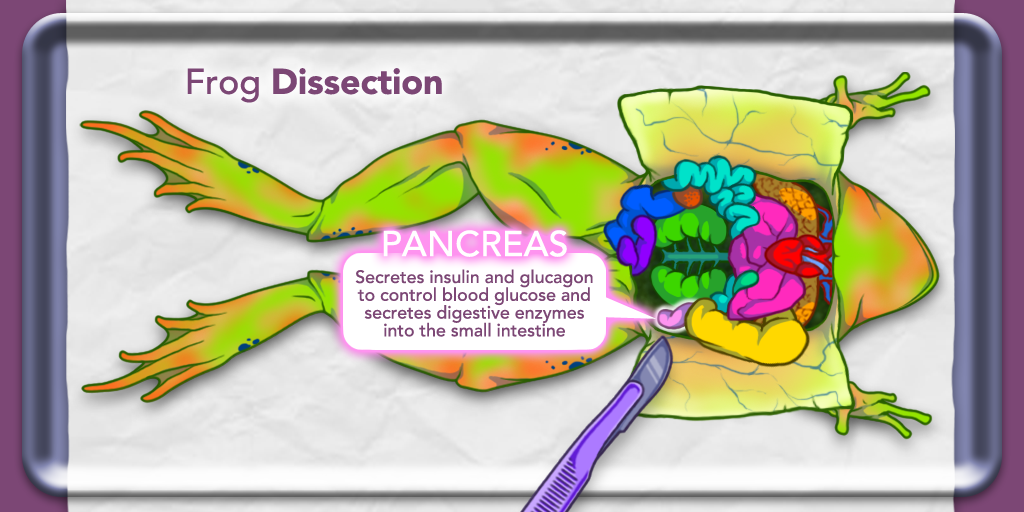 Frog Dissection
PANCREAS
Secretes insulin and glucagon
to control blood glucose and
secretes digestive enzymes
into the small intestine